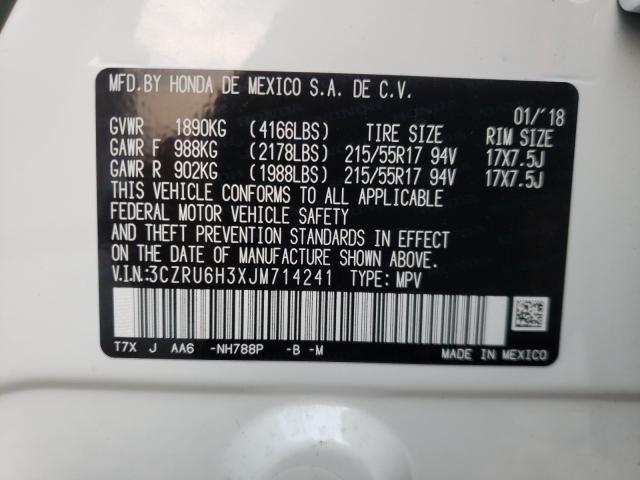 MFD.BY HONDA DE MEXICO S.A. DE C.V.
01/'18
GVWR 1890KG (4166LBS) TIRE SIZE RIM SIZE
GAWR F 988KG (2178LBS) 215/55R17 94V 17X7.5J
GAWR R 902KG (1988LBS) 215/55R17 94V 17X7.5J
THIS VEHICLE CONFORMS TO ALL APPLICABLE
FEDERAL MOTOR VEHICLE SAFETY
AND THEFT PREVENTION STANDARDS IN EFFECT
ON THE DATE OF MANUFACTURE SHOWN ABOVE.
V.I.N:3CZRU6H3XJM714241 TYPE: MPV
T7X J AA6 -NH788P -B -M
MADE IN MEXICO